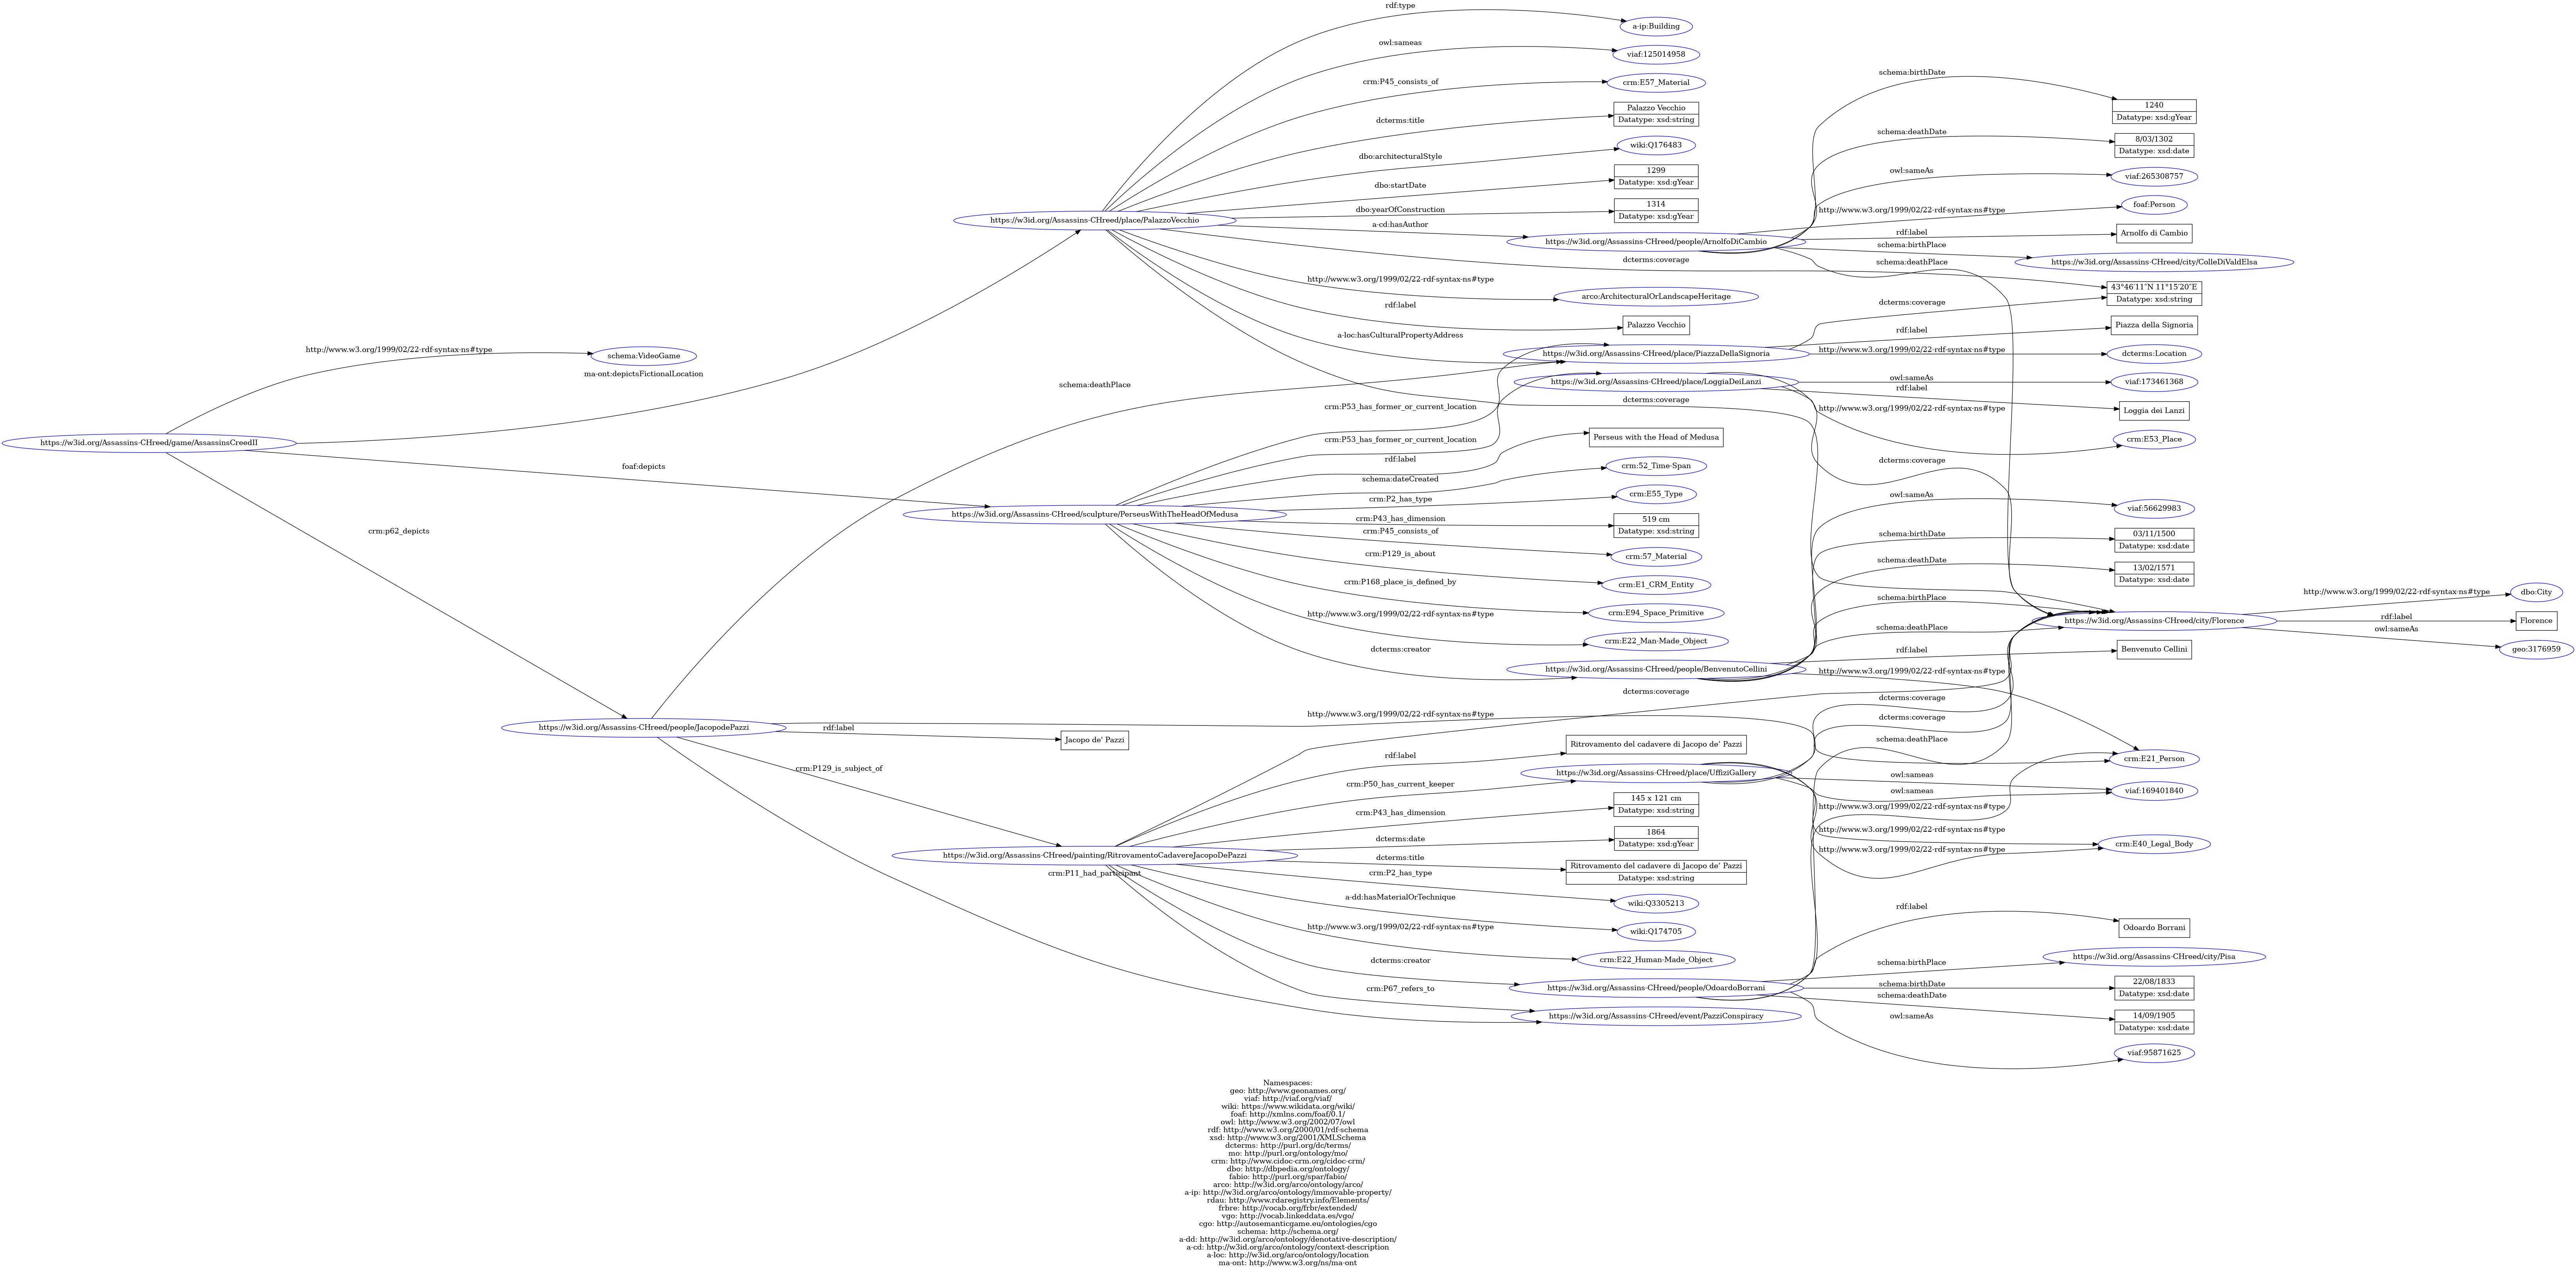 rdf:type
a-ip:Building
owl:sameas
viaf:125014958
crm:P45_consists_of
crm:E57_Material
dcterms:title
Palazzo Vecchio
Datatype: xsd:string
dbo:architecturalStyle
wiki:Q176483
dbo:startDate
1299
Datatype: xsd:gYear
dbo:yearOfConstruction
1314
Datatype: xsd:gYear
https://w3id.org/Assassins-CHreed/place/PalazzoVecchio
a-cd:hasAuthor
https://w3id.org/Assassins-CHreed/people/ArnolfoDiCambio
dcterms:coverage
http://www.w3.org/1999/02/22-rdf-syntax-ns#type
arco:ArchitecturalOrLandscapeHeritage
rdf:label
Palazzo Vecchio
a-loc:hasCulturalPropertyAddress
https://w3id.org/Assassins-CHreed/place/PiazzaDellaSignoria
dcterms:coverage
schema:birthDate
1240
Datatype: xsd:gYear
schema:deathDate
8/03/1302
Datatype: xsd:date
owl:sameAs
viaf:265308757
http://www.w3.org/1999/02/22-rdf-syntax-ns#type
foaf:Person
rdf:label
Arnolfo di Cambio
schema:birthPlace
https://w3id.org/Assassins-CHreed/city/ColleDiValdElsa
schema:deathPlace
43°46′11″N 11°15′20″E
Datatype: xsd:string
dcterms:coverage
rdf:label
Piazza della Signoria
http://www.w3.org/1999/02/22-rdf-syntax-ns#type
dcterms:Location
https://w3id.org/Assassins-CHreed/place/LoggiaDeiLanzi
owl:sameAs
viaf:173461368
rdf:label
Loggia dei Lanzi
http://www.w3.org/1999/02/22-rdf-syntax-ns#type
crm:E53_Place
dcterms:coverage
http://www.w3.org/1999/02/22-rdf-syntax-ns#type
schema:VideoGame
ma-ont:depictsFictionalLocation
https://w3id.org/Assassins-CHreed/game/AssassinsCreedII
foaf:depicts
crm:p62_depicts
schema:deathPlace
crm:P53_has_former_or_current_location
crm:P53_has_former_or_current_location
rdf:label
Perseus with the Head of Medusa
schema:dateCreated
crm:52_Time-Span
crm:P2_has_type
crm:E55_Type
https://w3id.org/Assassins-CHreed/sculpture/PerseusWithTheHeadOfMedusa
crm:P43_has_dimension
519 cm
Datatype: xsd:string
crm:P45_consists_of
crm:57_Material
crm:P129_is_about
crm:E1_CRM_Entity
crm:P168_place_is_defined_by
crm:E94_Space_Primitive
http://www.w3.org/1999/02/22-rdf-syntax-ns#type
crm:E22_Man-Made_Object
dcterms:creator
https://w3id.org/Assassins-CHreed/people/BenvenutoCellini
owl:sameAs
viaf:56629983
schema:birthDate
03/11/1500
Datatype: xsd:date
schema:deathDate
13/02/1571
Datatype: xsd:date
schema:birthPlace
schema:deathPlace
https://w3id.org/Assassins-CHreed/city/Florence
rdf:label
Benvenuto Cellini
http://www.w3.org/1999/02/22-rdf-syntax-ns#type
http://www.w3.org/1999/02/22-rdf-syntax-ns#type
dbo:City
rdf:label
Florence
owl:sameAs
geo:3176959
https://w3id.org/Assassins-CHreed/people/JacopodePazzi
http://www.w3.org/1999/02/22-rdf-syntax-ns#type
rdf:label
Jacopo de' Pazzi
crm:P129_is_subject_of
crm:P11_had_participant
dcterms:coverage
rdf:label
Ritrovamento del cadavere di Jacopo de’ Pazzi
crm:P50_has_current_keeper
https://w3id.org/Assassins-CHreed/place/UffiziGallery
crm:P43_has_dimension
145 x 121 cm
Datatype: xsd:string
dcterms:date
1864
Datatype: xsd:gYear
https://w3id.org/Assassins-CHreed/painting/RitrovamentoCadavereJacopoDePazzi
dcterms:title
Ritrovamento del cadavere di Jacopo de’ Pazzi
Datatype: xsd:string
crm:P2_has_type
wiki:Q3305213
a-dd:hasMaterialOrTechnique
wiki:Q174705
http://www.w3.org/1999/02/22-rdf-syntax-ns#type
crm:E22_Human-Made_Object
dcterms:creator
https://w3id.org/Assassins-CHreed/people/OdoardoBorrani
crm:P67_refers_to
https://w3id.org/Assassins-CHreed/event/PazziConspiracy
dcterms:coverage
dcterms:coverage
schema:deathPlace
crm:E21_Person
owl:sameas
viaf:169401840
owl:sameas
http://www.w3.org/1999/02/22-rdf-syntax-ns#type
http://www.w3.org/1999/02/22-rdf-syntax-ns#type
crm:E40_Legal_Body
http://www.w3.org/1999/02/22-rdf-syntax-ns#type
rdf:label
Odoardo Borrani
schema:birthPlace
https://w3id.org/Assassins-CHreed/city/Pisa
schema:birthDate
22/08/1833
Datatype: xsd:date
schema:deathDate
14/09/1905
Datatype: xsd:date
owl:sameAs
viaf:95871625
Namespaces:
geo: http://www.geonames.org/
viaf: http://viaf.org/viaf/
wiki: https://www.wikidata.org/wiki/
foaf: http://xmlns.com/foaf/0.1/
owl: http://www.w3.org/2002/07/owl
rdf: http://www.w3.org/2000/01/rdf-schema
xsd: http://www.w3.org/2001/XMLSchema
dcterms: http://purl.org/dc/terms/
mo: http://purl.org/ontology/mo/
crm: http://www.cidoc-crm.org/cidoc-crm/
dbo: http://dbpedia.org/ontology/
fabio: http://purl.org/spar/fabio/
arco: http://w3id.org/arco/ontology/arco/
a-ip: http://w3id.org/arco/ontology/immovable-property/
rdau: http://www.rdaregistry.info/Elements/
frbre: http://vocab.org/frbr/extended/
vgo: http://vocab.linkeddata.es/vgo/
cgo: http://autosemanticgame.eu/ontologies/cgo
schema: http://schema.org/
a-dd: http://w3id.org/arco/ontology/denotative-description/
a-cd: http://w3id.org/arco/ontology/context-description
a-loc: http://w3id.org/arco/ontology/location
ma-ont: http://www.w3.org/ns/ma-ont